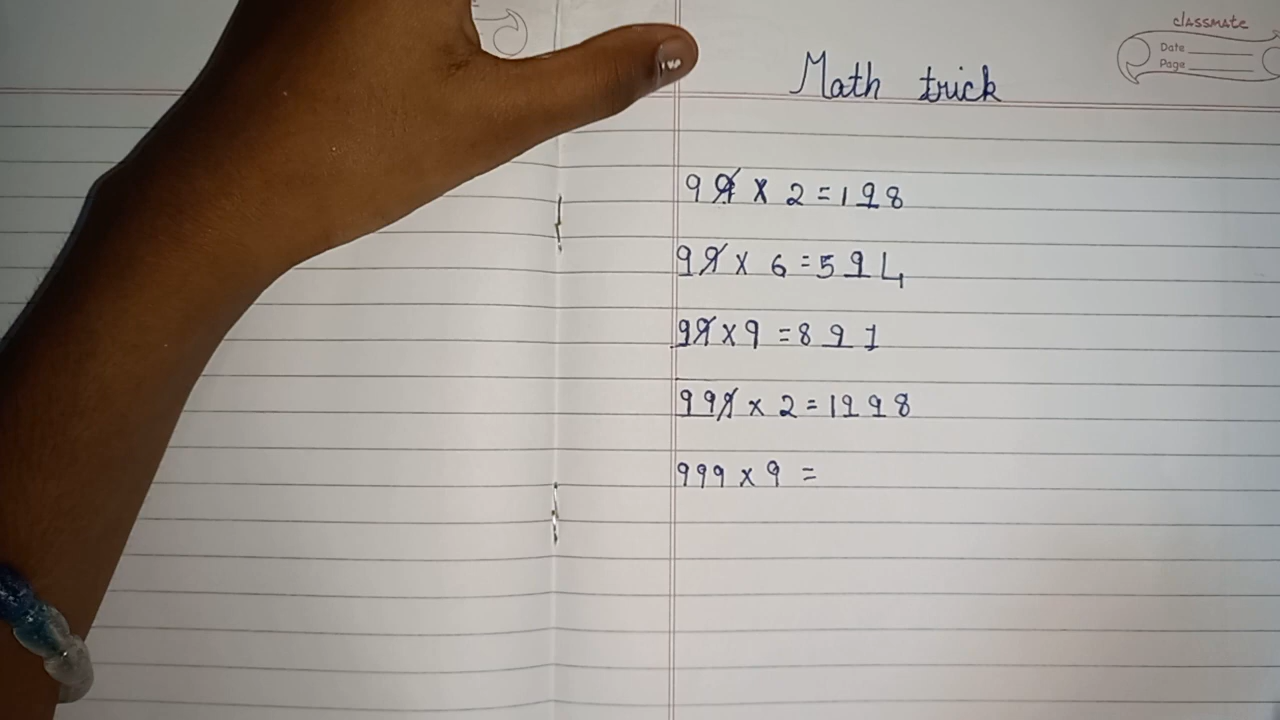 classmate
Date
Page
Math trick
99 x 2 = 198
99 x 6 = 594
99 x 9 = 891
999 x 2 = 1998
999 x 9 =